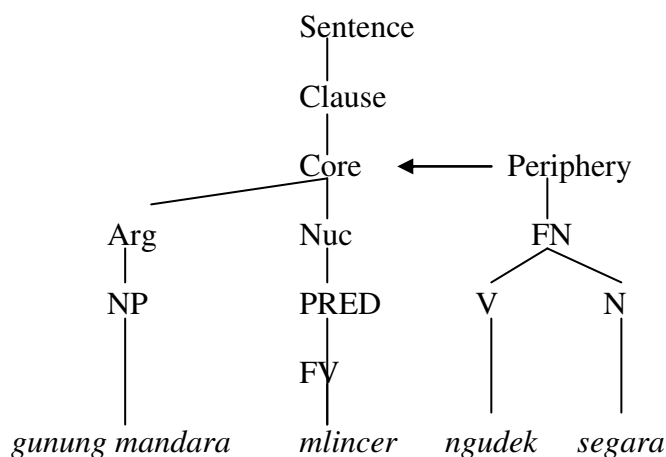 Sentence
Clause
Core Periphery
Arg Nuc FN
NP PRED V N
FV
gunung mandara mlincer ngudek segara